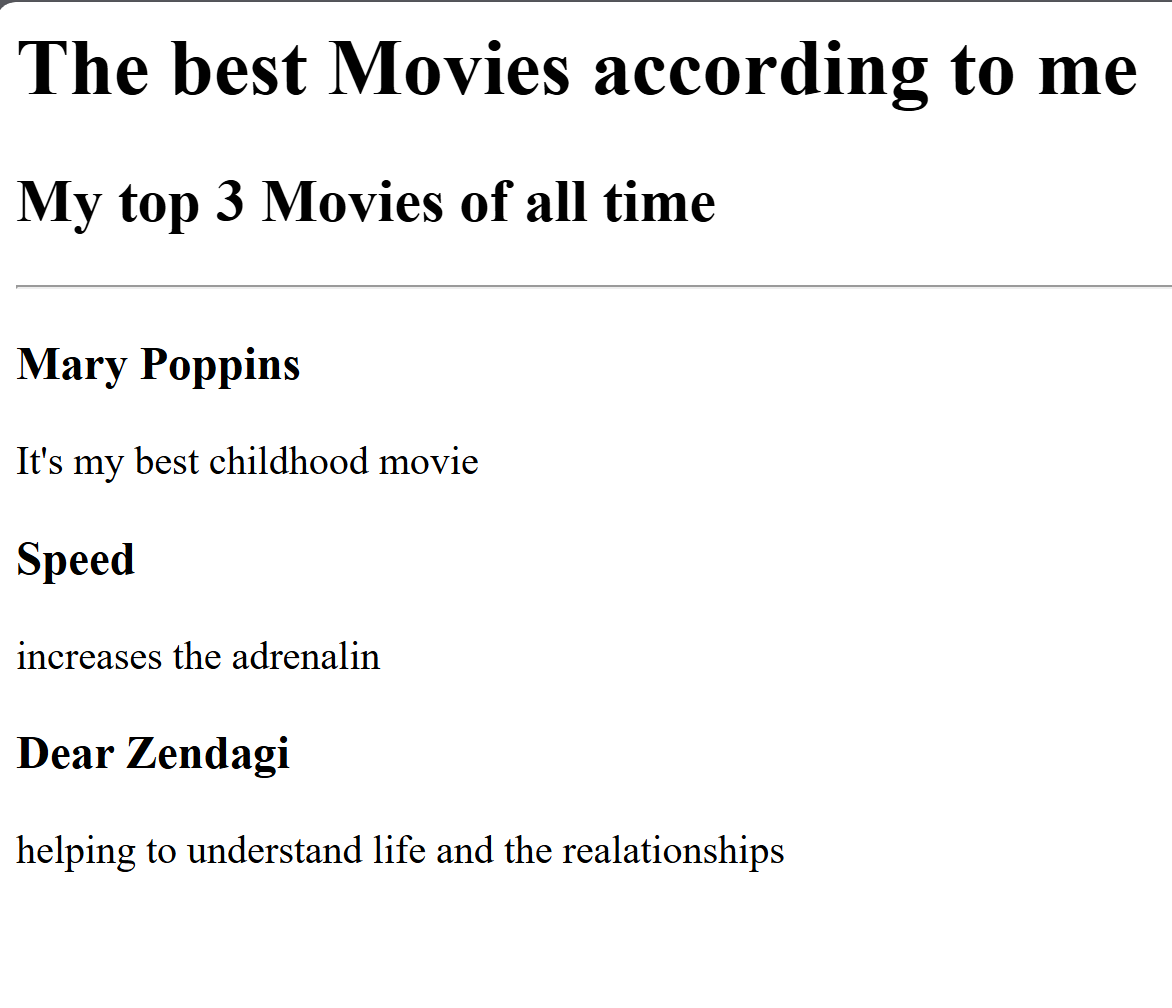 The best Movies according to me
My top 3 Movies of all time
Mary Poppins
It's my best childhood movie
Speed
increases the adrenalin
Dear Zendagi
helping to understand life and the realationships